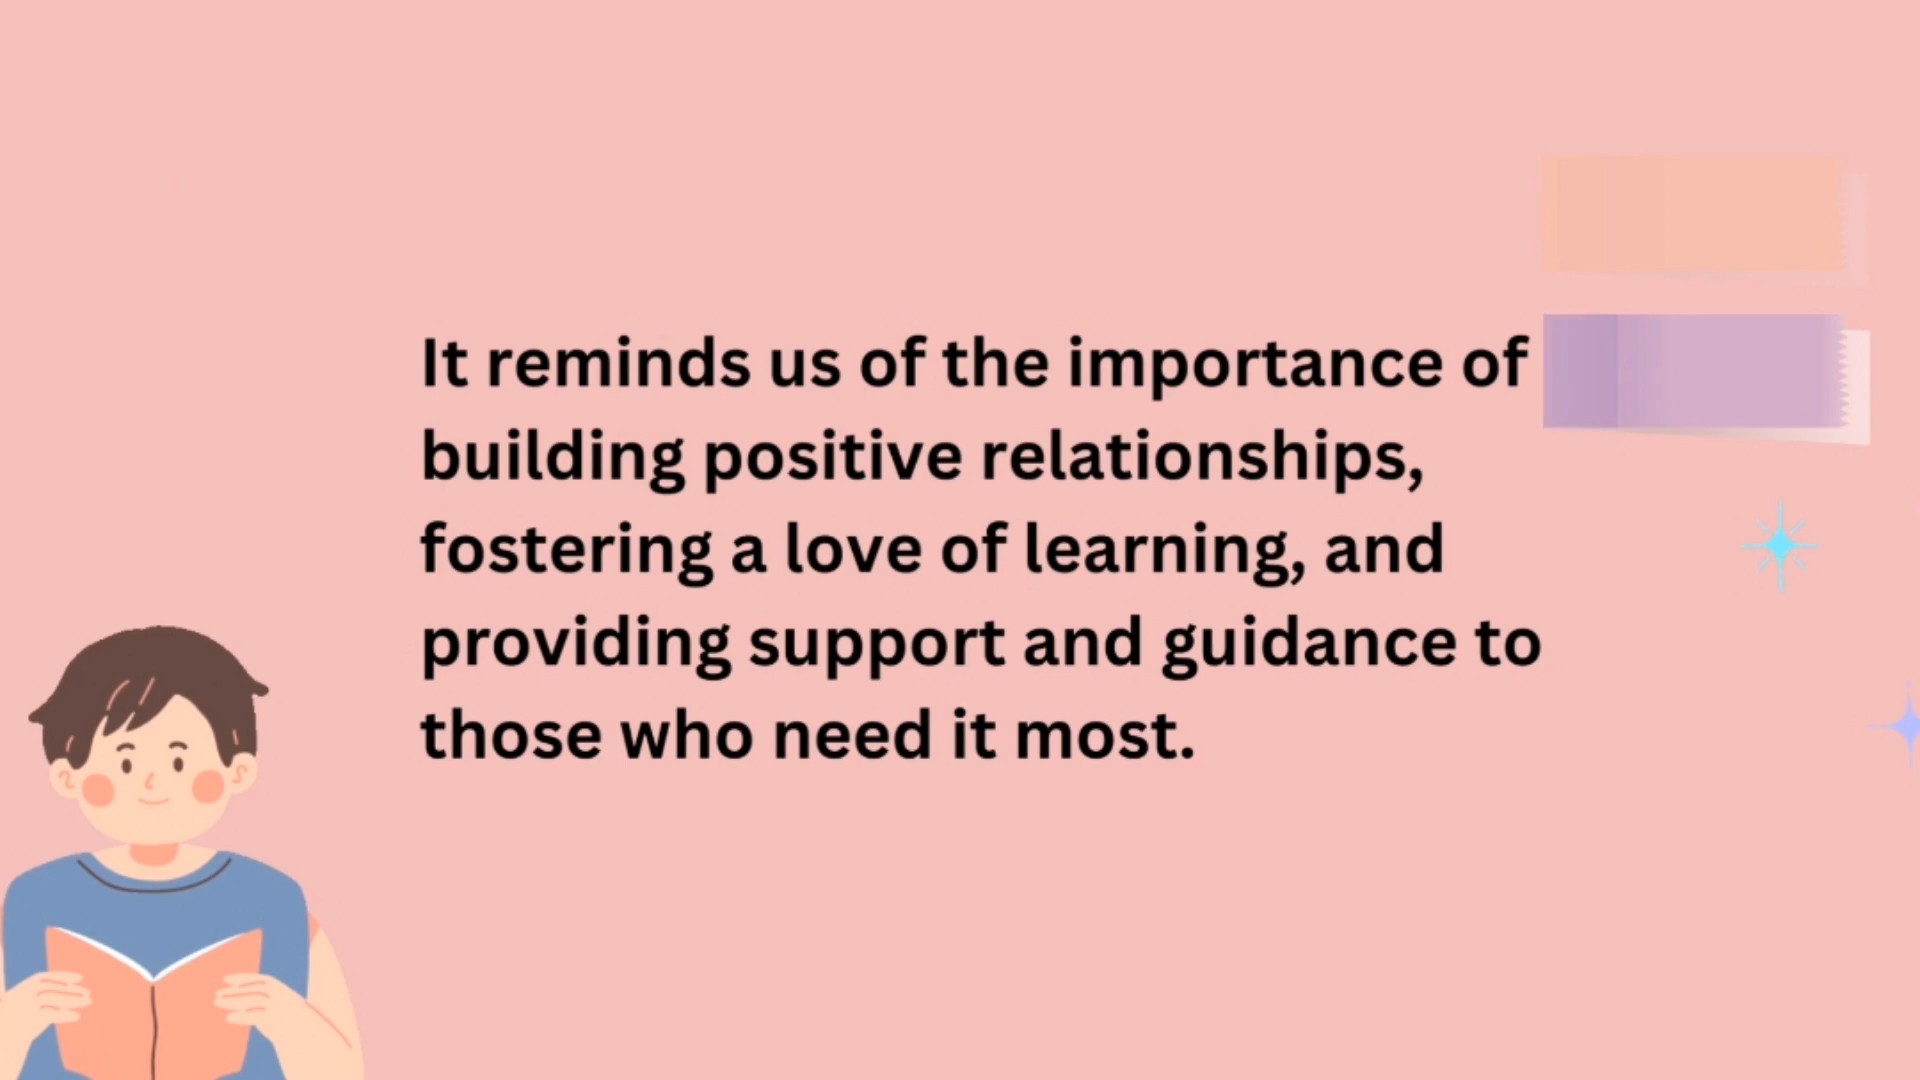 It reminds us of the importance of
building positive relationships,
fostering a love of learning, and
providing support and guidance to
those who need it most.